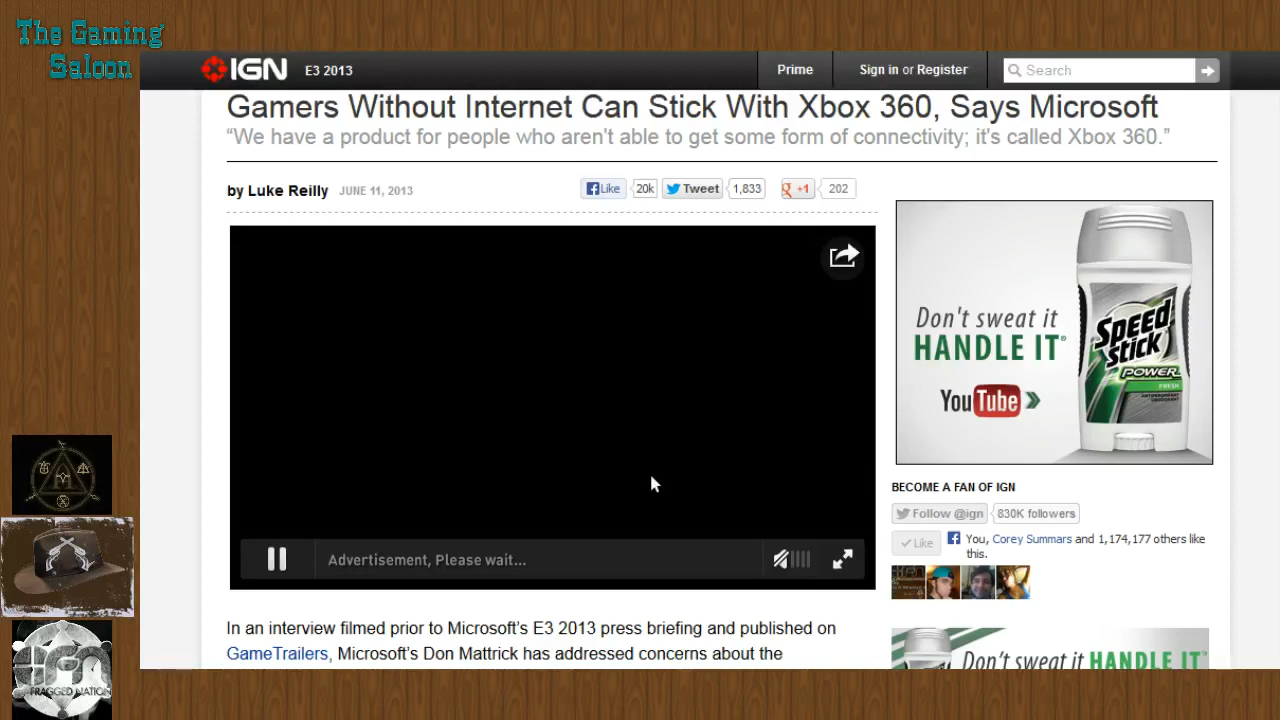 The Gaming
Saloon
IGN
E3 2013
Prime
Sign in or Register
Search
Gamers Without Internet Can Stick With Xbox 360, Says Microsoft
“We have a product for people who aren't able to get some form of connectivity; it's called Xbox 360.”
by Luke Reilly JUNE 11, 2013
Like 20k Tweet 1,833 +1 202
Don't sweat it
HANDLE IT®
YouTube
SPEED
STICK
POWER
FRESH
ANTIPERSPIRANT
DEODORANT
Advertisement, Please wait...
BECOME A FAN OF IGN
Follow @ign 830K followers
Like
You, Corey Summars and 1,174,177 others like
this.
In an interview filmed prior to Microsoft's E3 2013 press briefing and published on
GameTrailers, Microsoft's Don Mattrick has addressed concerns about the
Don't sweat it HANDLE IT
FRAGGED NATION